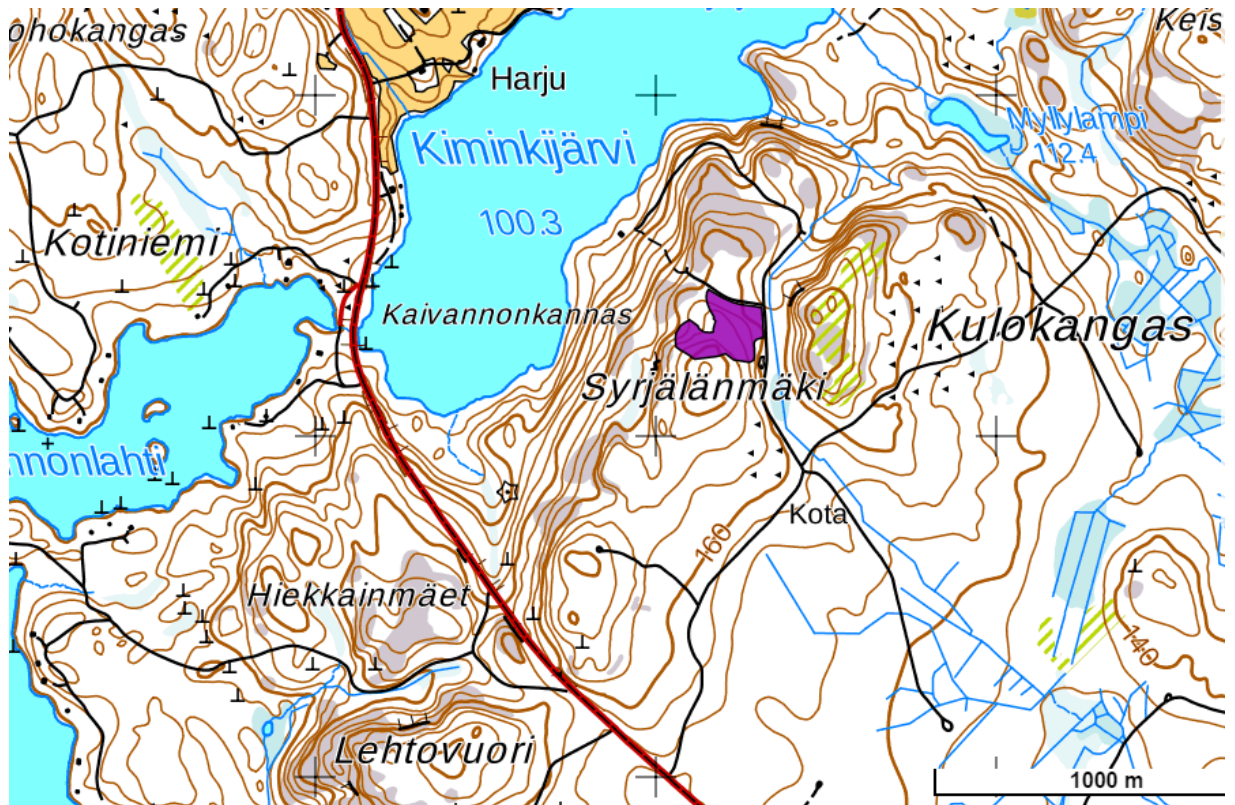 ohokangas
Keis
Harju
Kiminkijärvi
Myllylampi
112.4
100.3
Kotiniemi
Kaivannonkannas
Kulokangas
Syrjälänmäki
nnonlahti
Kota
160
Hiekkainmäet
140
Lehtovuori
1000 m